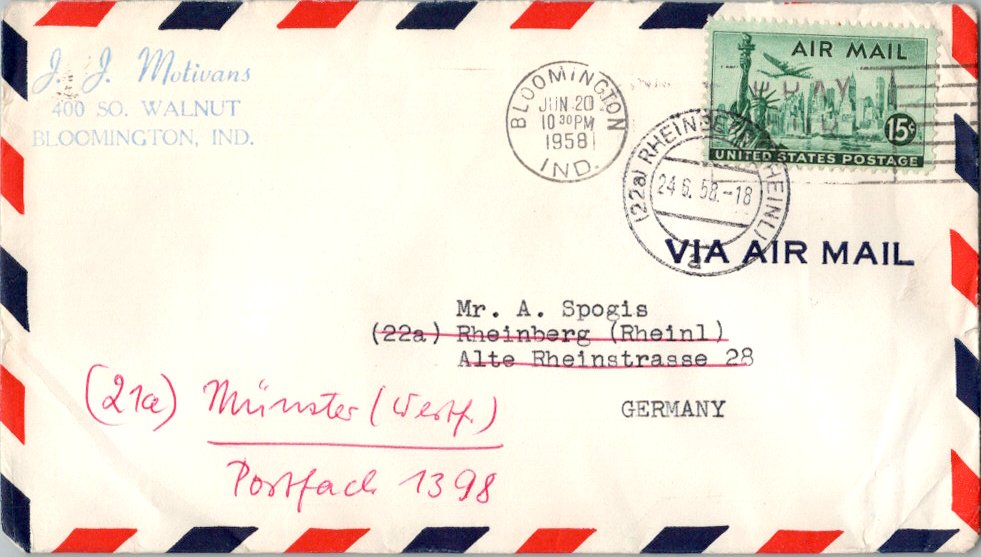 J. J. Motivans
400 SO. WALNUT
BLOOMINGTON, IND.
BLOOMINGTON
JUN 20
10 30 PM
1958
IND.
AIR MAIL
15¢
UNITED STATES POSTAGE
(22a) RHEINBERG (RHEINL)
24.6.58.-18
VIA AIR MAIL
Mr. A. Spogis
(22a) Rheinberg (Rheinl)
Alte Rheinstrasse 28
GERMANY
(21a) Münster (Westf.)
Postfach 1398